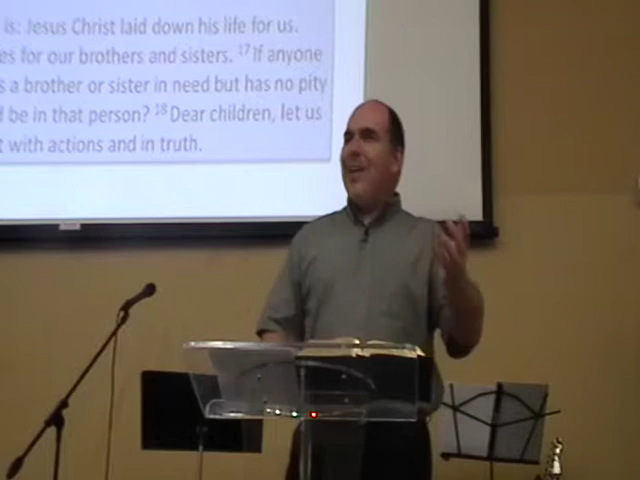 is: Jesus Christ laid down his life for us.
es for our brothers and sisters. 17 If anyone
s a brother or sister in need but has no pity
d be in that person? 18 Dear children, let us
t with actions and in truth.